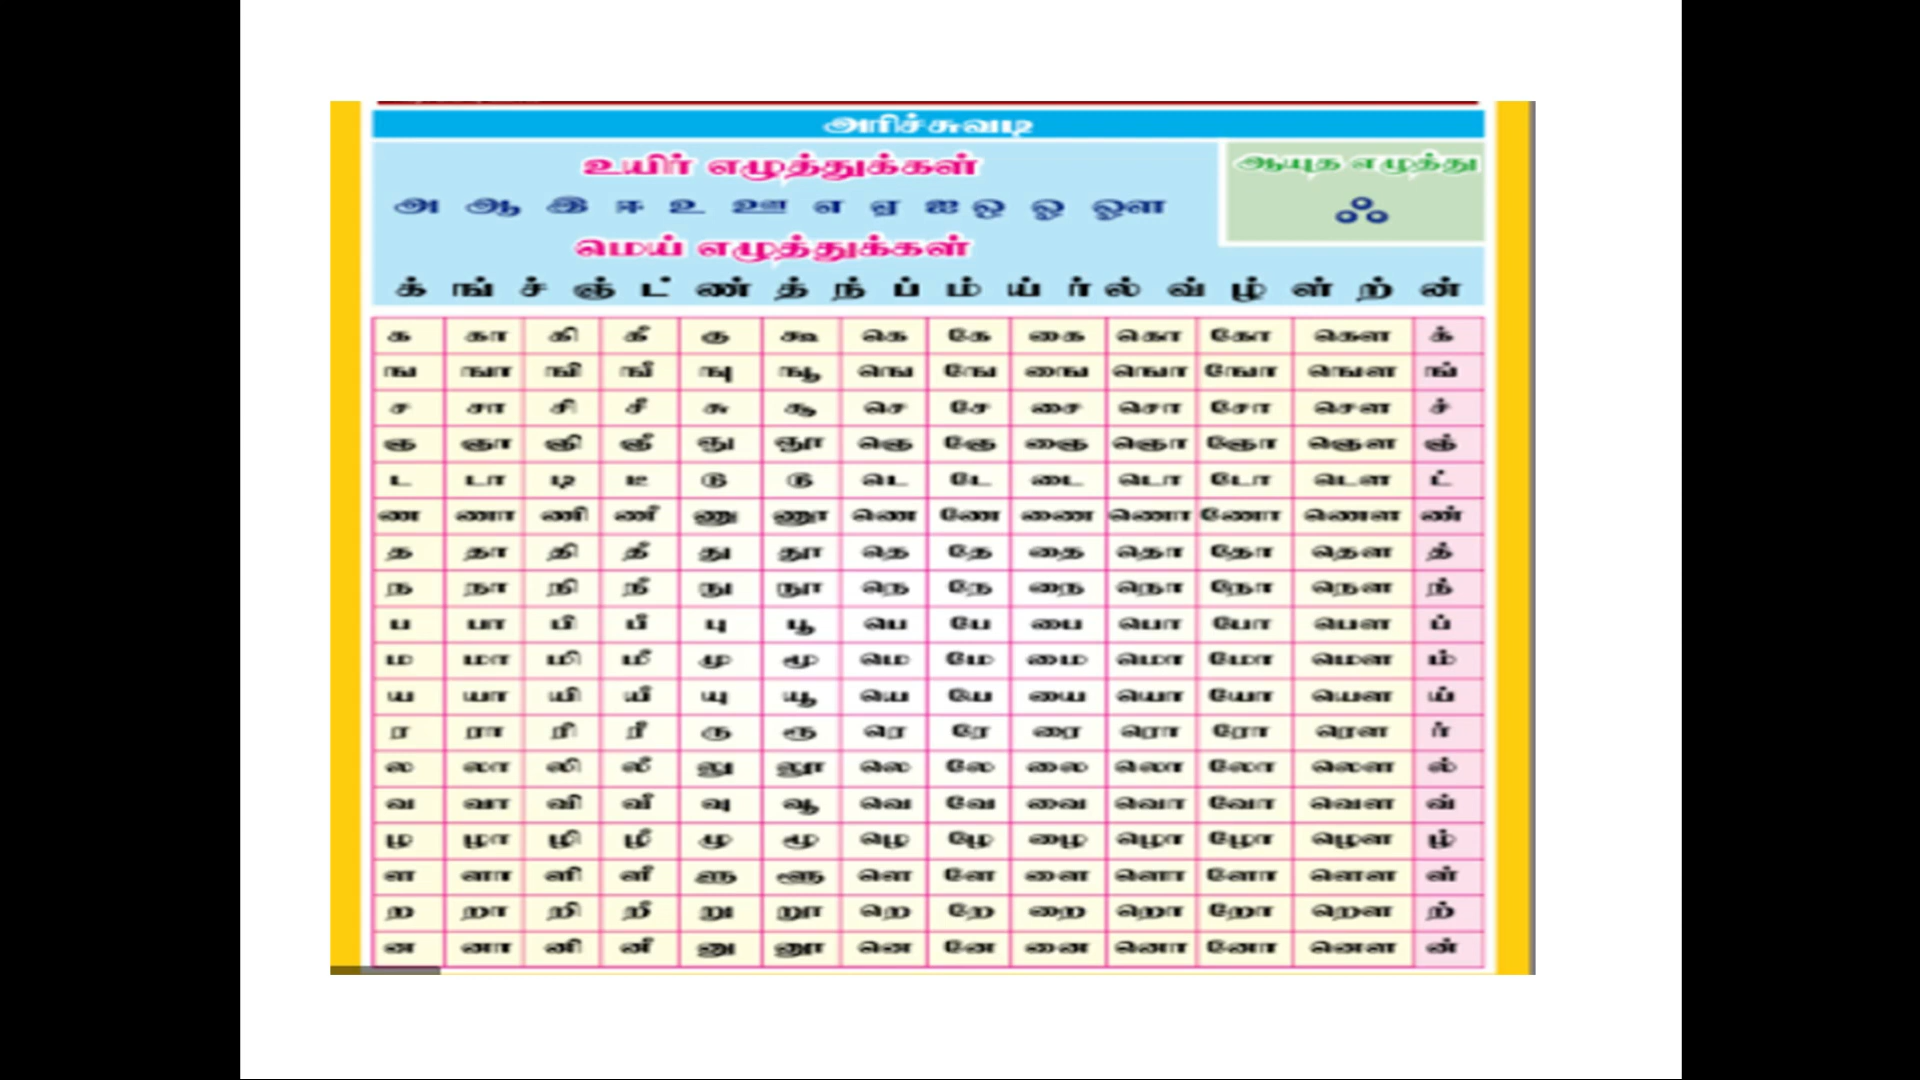 அரிச்சுவடி
உயிர் எழுத்துக்கள்
ஆயுத எழுத்து
அ ஆ இ ஈ உ ஊ எ ஏ ஐ ஒ ஓ ஔ
ஃ
மெய் எழுத்துக்கள்
க் ங் ச் ஞ் ட் ண் த் ந் ப் ம் ய் ர் ல் வ் ழ் ள் ற் ன்
க கா கி கீ கு கூ கெ கே கை கொ கோ கௌ க்
ங ஙா ஙி ஙீ ஙு ஙூ ஙெ ஙே ஙை ஙொ ஙோ ஙௌ ங்
ச சா சி சீ சு சூ செ சே சை சொ சோ சௌ ச்
ஞ ஞா ஞி ஞீ ஞு ஞூ ஞெ ஞே ஞை ஞொ ஞோ ஞௌ ஞ்
ட டா டி டீ டு டூ டெ டே டை டொ டோ டௌ ட்
ண ணா ணி ணீ ணு ணூ ணெ ணே ணை ணொ ணோ ணௌ ண்
த தா தி தீ து தூ தெ தே தை தொ தோ தௌ த்
ந நா நி நீ நு நூ நெ நே நை நொ நோ நௌ ந்
ப பா பி பீ பு பூ பெ பே பை பொ போ பௌ ப்
ம மா மி மீ மு மூ மெ மே மை மொ மோ மௌ ம்
ய யா யி யீ யு யூ யெ யே யை யொ யோ யௌ ய்
ர ரா ரி ரீ ரு ரூ ரெ ரே ரை ரொ ரோ ரௌ ர்
ல லா லி லீ லு லூ லெ லே லை லொ லோ லௌ ல்
வ வா வி வீ வு வூ வெ வே வை வொ வோ வௌ வ்
ழ ழா ழி ழீ ழு ழூ ழெ ழே ழை ழொ ழோ ழௌ ழ்
ள ளா ளி ளீ ளு ளூ ளெ ளே ளை ளொ ளோ ளௌ ள்
ற றா றி றீ று றூ றெ றே றை றொ றோ றௌ ற்
ன னா னி னீ னு னூ னெ னே னை னொ னோ னௌ ன்